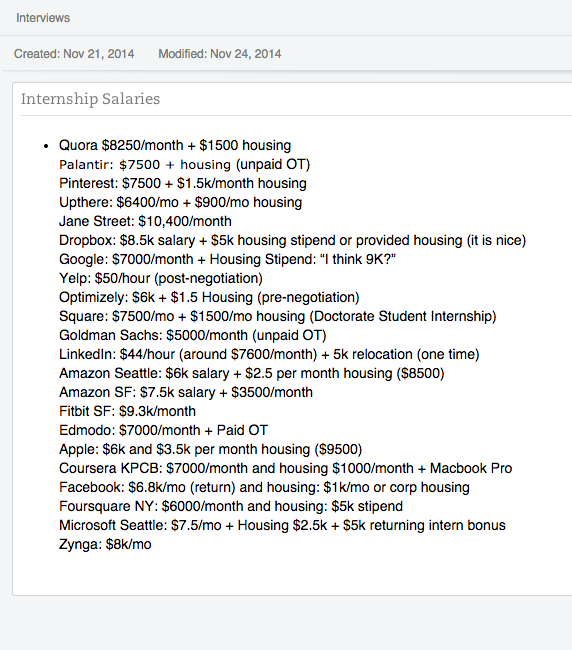 Interviews
Created: Nov 21, 2014 Modified: Nov 24, 2014
Internship Salaries
• Quora $8250/month + $1500 housing
Palantir: $7500 + housing (unpaid OT)
Pinterest: $7500 + $1.5k/month housing
Upthere: $6400/mo + $900/mo housing
Jane Street: $10,400/month
Dropbox: $8.5k salary + $5k housing stipend or provided housing (it is nice)
Google: $7000/month + Housing Stipend: “I think 9K?”
Yelp: $50/hour (post-negotiation)
Optimizely: $6k + $1.5 Housing (pre-negotiation)
Square: $7500/mo + $1500/mo housing (Doctorate Student Internship)
Goldman Sachs: $5000/month (unpaid OT)
LinkedIn: $44/hour (around $7600/month) + 5k relocation (one time)
Amazon Seattle: $6k salary + $2.5 per month housing ($8500)
Amazon SF: $7.5k salary + $3500/month
Fitbit SF: $9.3k/month
Edmodo: $7000/month + Paid OT
Apple: $6k and $3.5k per month housing ($9500)
Coursera KPCB: $7000/month and housing $1000/month + Macbook Pro
Facebook: $6.8k/mo (return) and housing: $1k/mo or corp housing
Foursquare NY: $6000/month and housing: $5k stipend
Microsoft Seattle: $7.5/mo + Housing $2.5k + $5k returning intern bonus
Zynga: $8k/mo